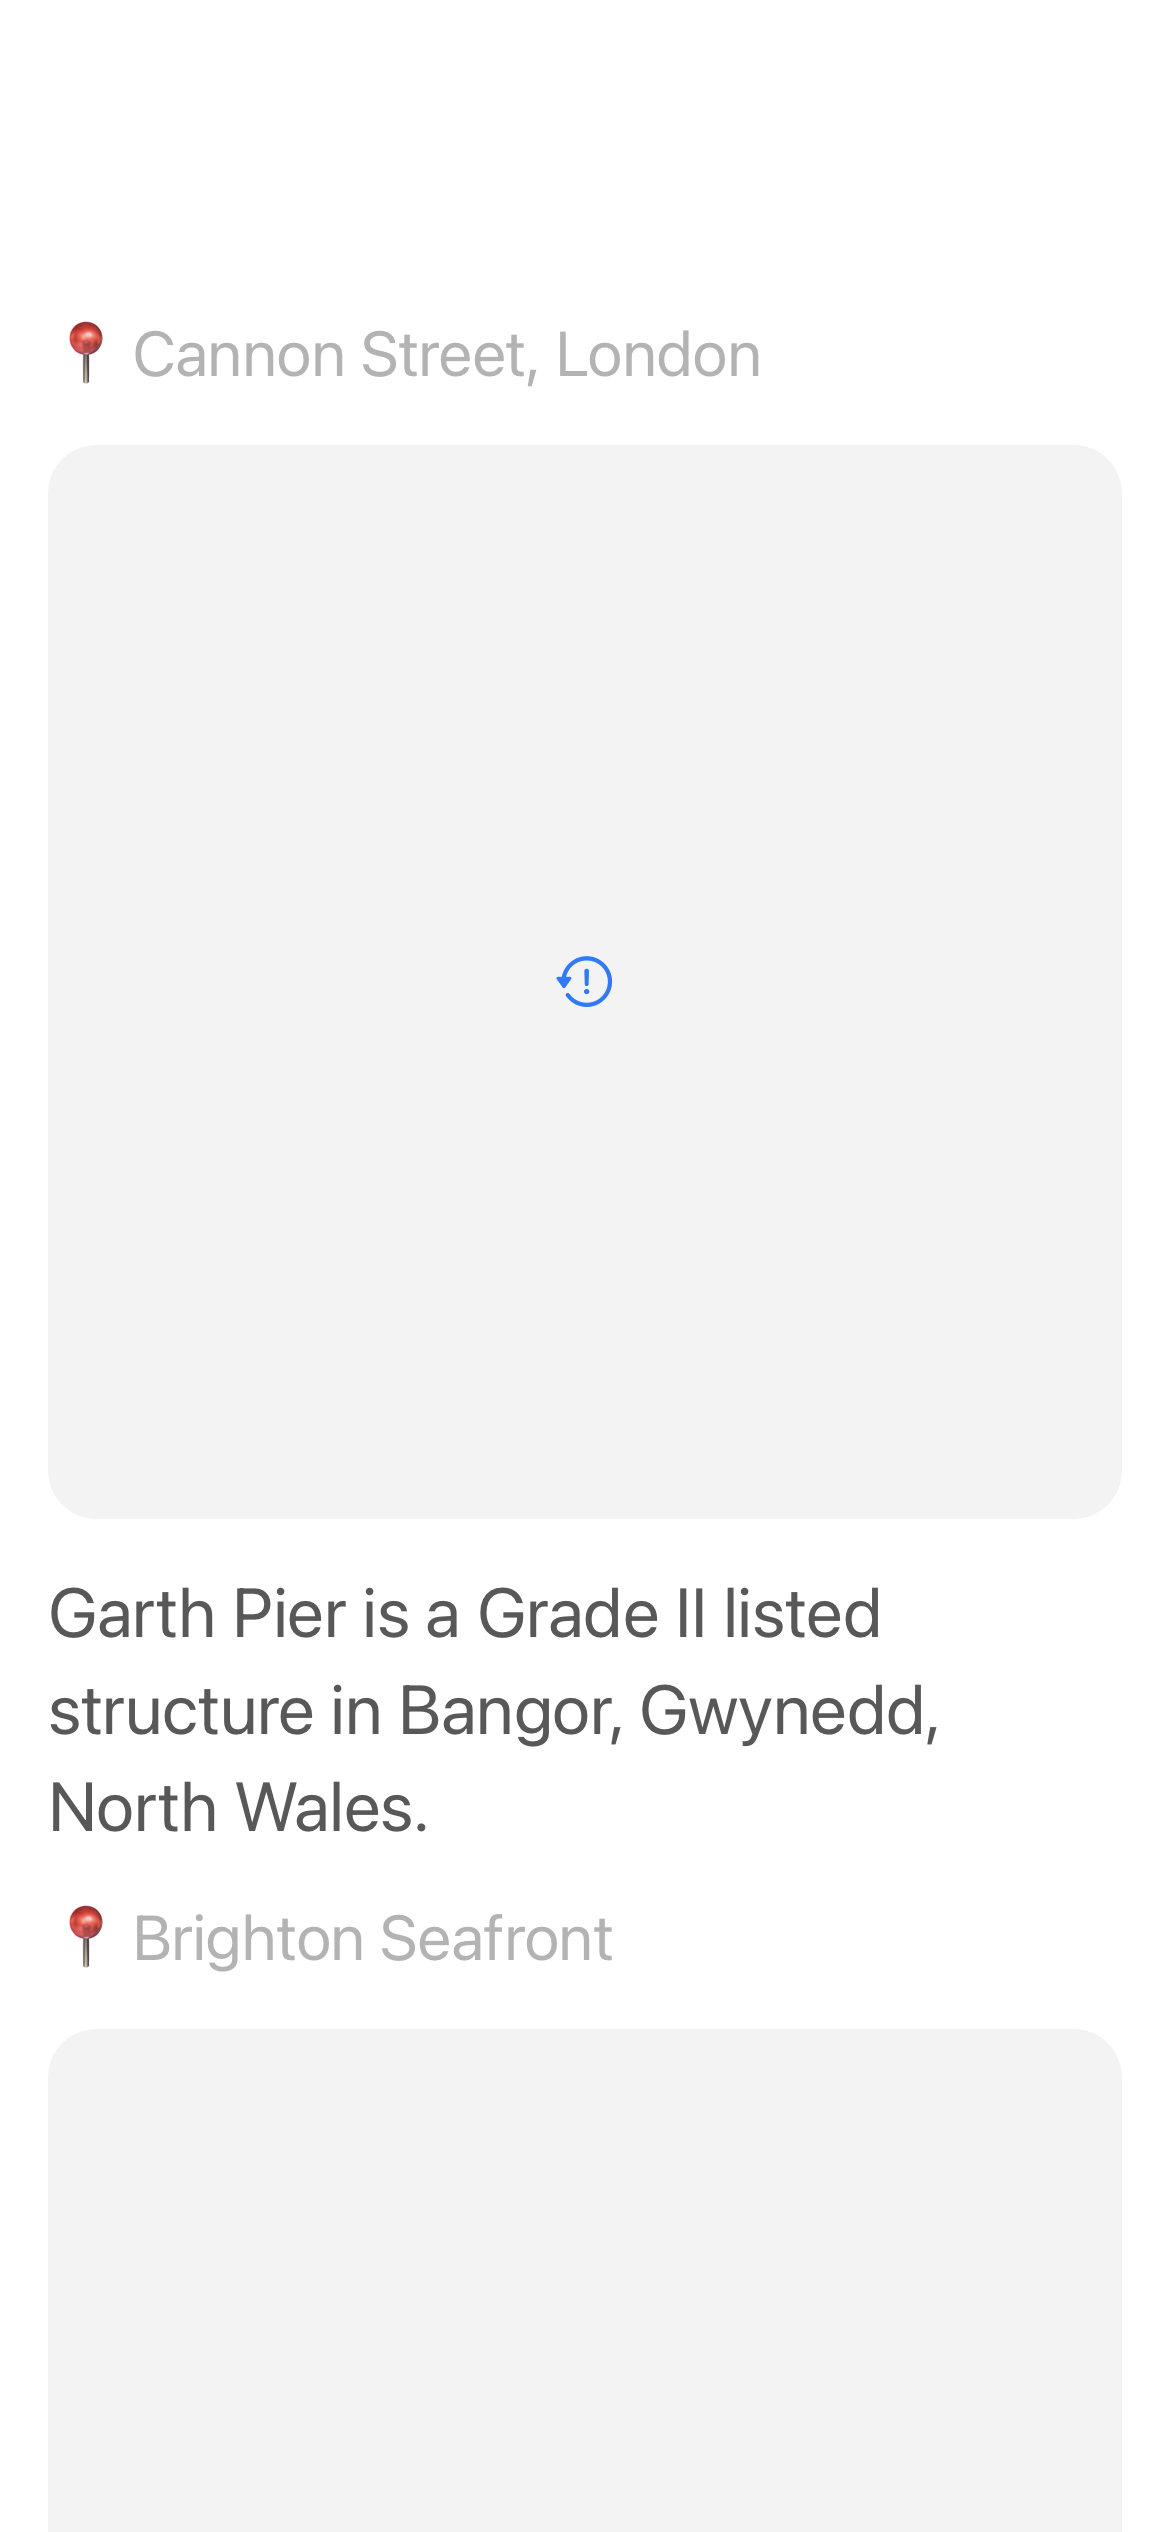 📍 Cannon Street, London
Garth Pier is a Grade II listed
structure in Bangor, Gwynedd,
North Wales.
📍 Brighton Seafront